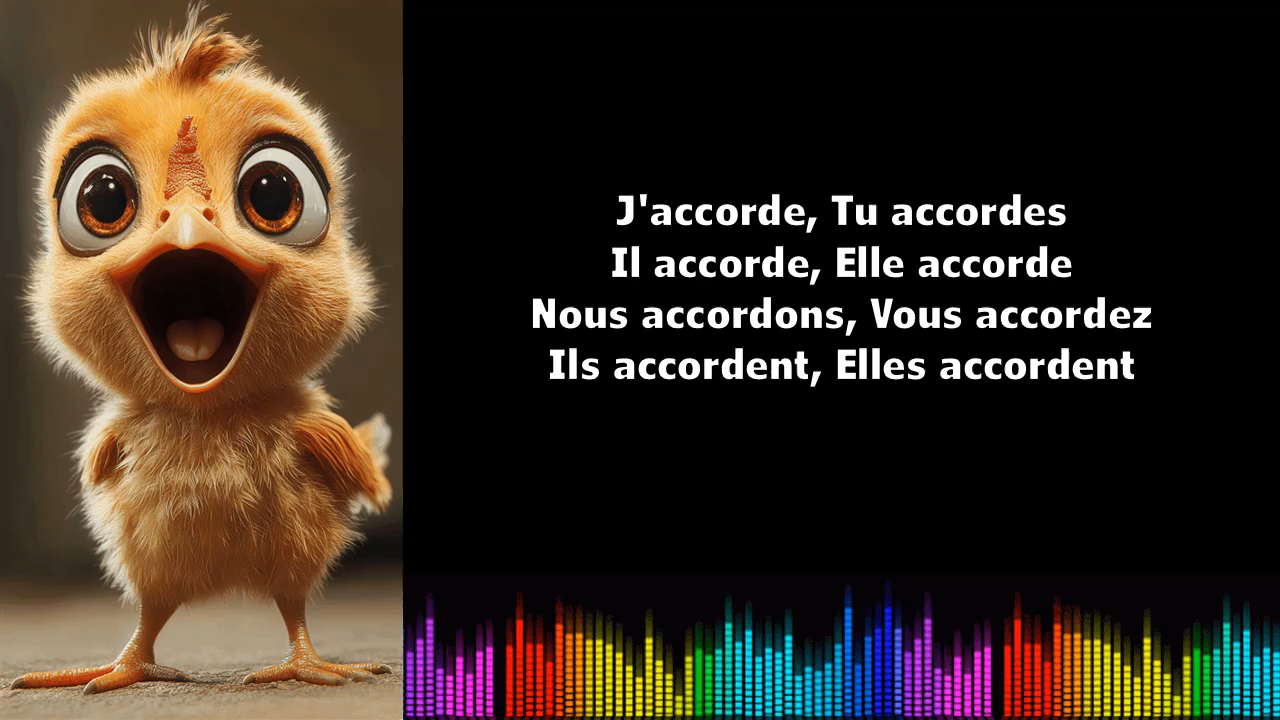 J'accorde, Tu accordes
Il accorde, Elle accorde
Nous accordons, Vous accordez
Ils accordent, Elles accordent